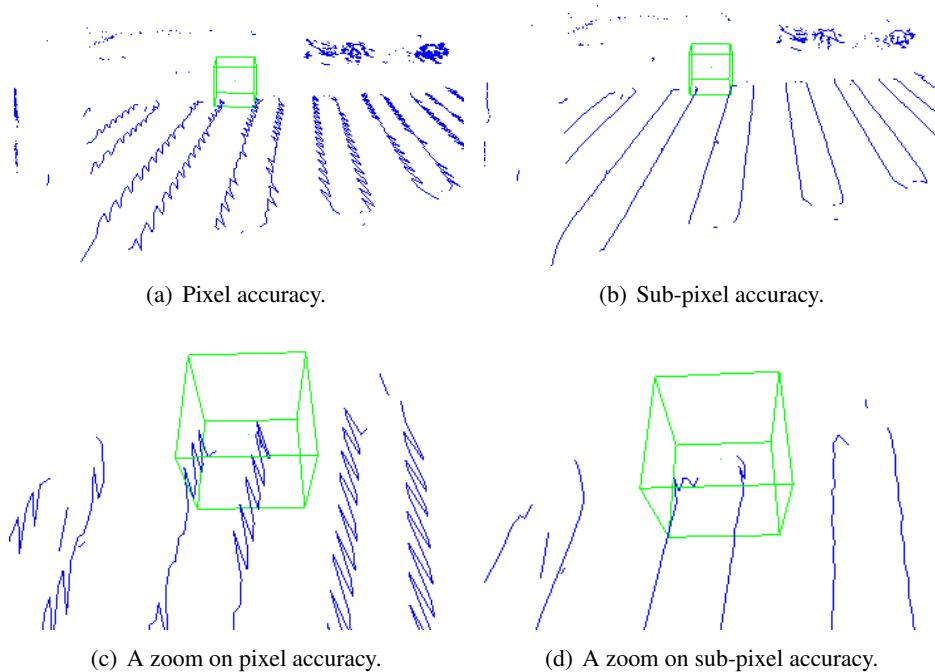 (a) Pixel accuracy.
(b) Sub-pixel accuracy.
(c) A zoom on pixel accuracy.
(d) A zoom on sub-pixel accuracy.